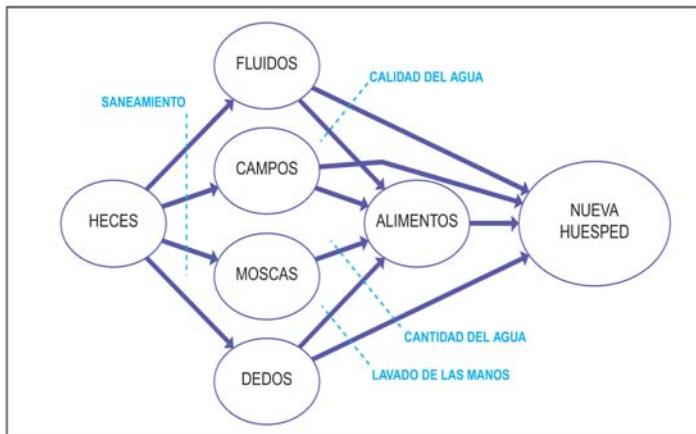 FLUIDOS
CALIDAD DEL AGUA
SANEAMIENTO
CAMPOS
HECES
ALIMENTOS
NUEVA
HUESPED
MOSCAS
CANTIDAD DEL AGUA
LAVADO DE LAS MANOS
DEDOS